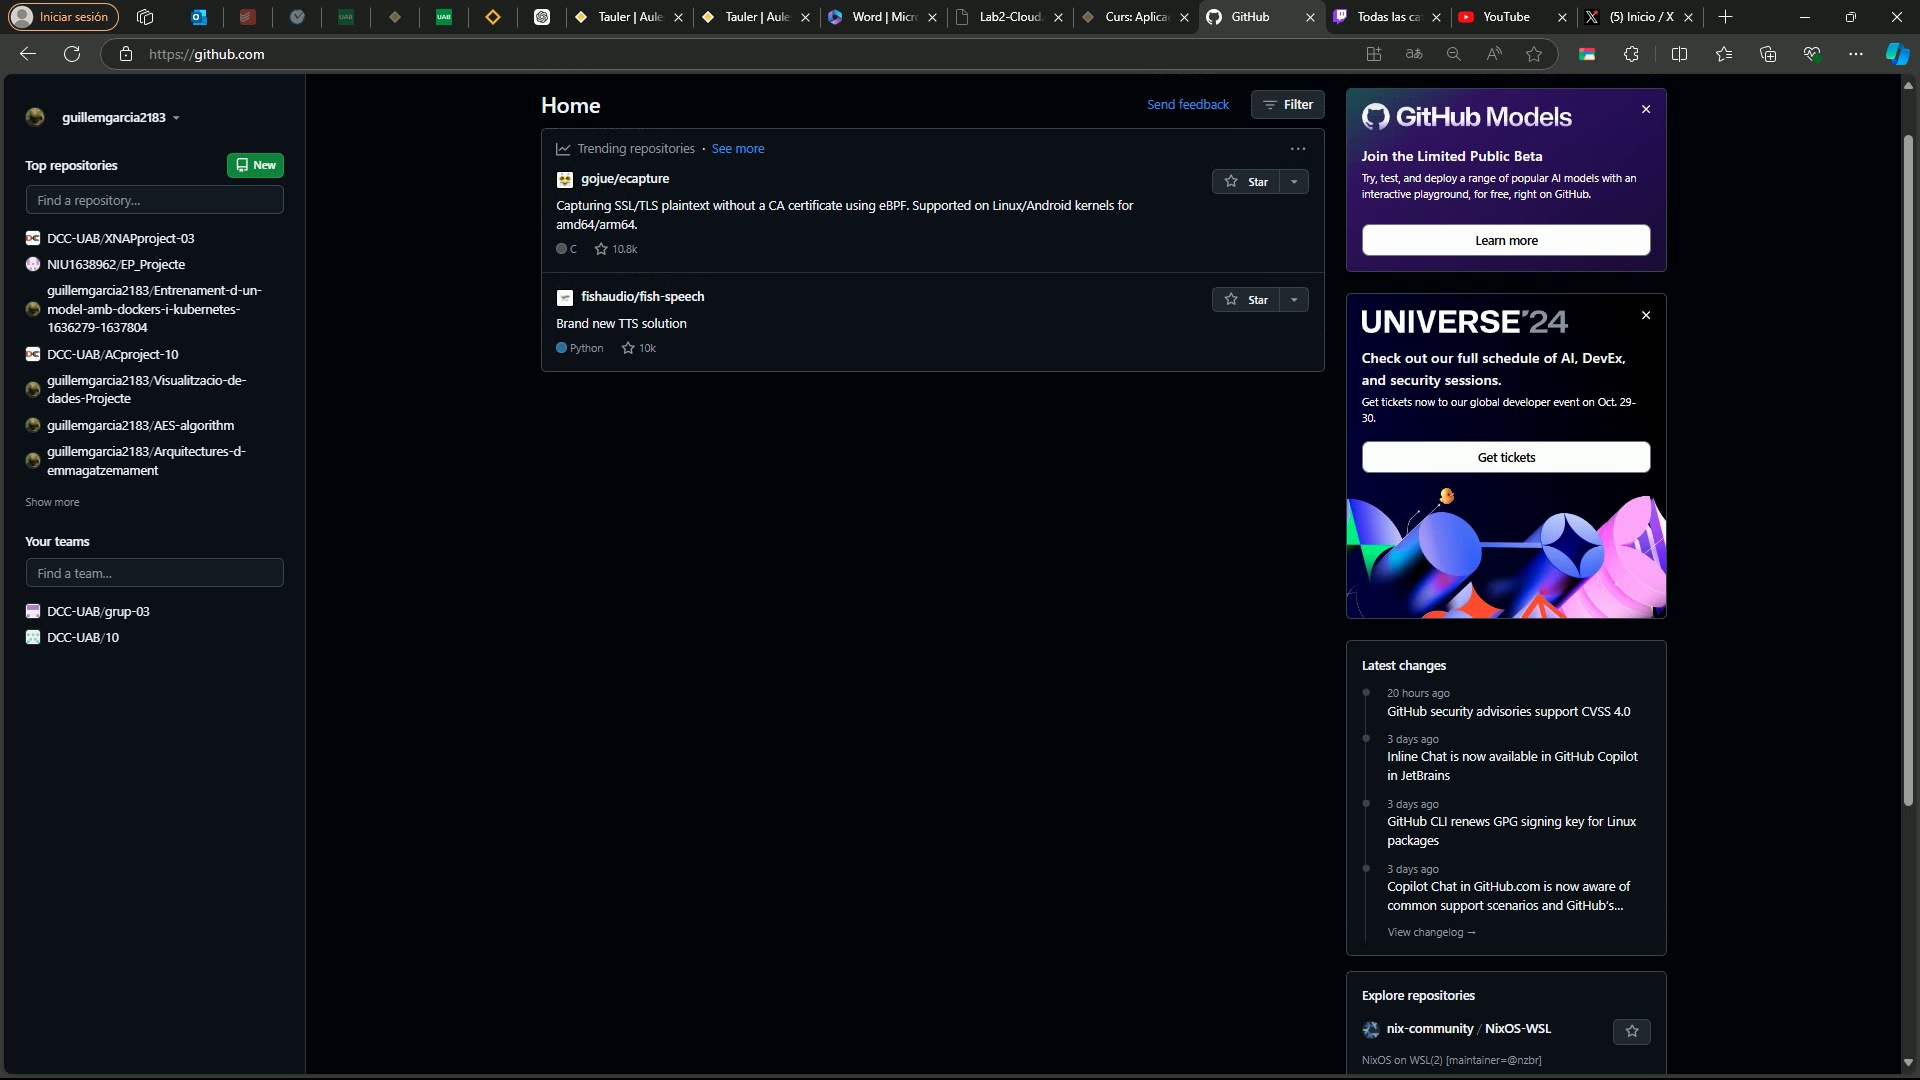 Iniciar sesión
UAB
UAB
Tauler | Aule
Tauler | Aule
Word | Micr
Lab2-Cloud
Curs: Aplica
GitHub
Todas las ca
YouTube
(5) Inicio / X
https://github.com
guillemgarcia2183
Top repositories
New
Find a repository...
DCC-UAB/XNAPproject-03
NIU1638962/EP_Projecte
guillemgarcia2183/Entrenament-d-un-
model-amb-dockers-i-kubernetes-
1636279-1637804
DCC-UAB/ACproject-10
guillemgarcia2183/Visualitzacio-de-
dades-Projecte
guillemgarcia2183/AES-algorithm
guillemgarcia2183/Arquitectures-d-
emmagatzemament
Show more
Your teams
Find a team...
DCC-UAB/grup-03
DCC-UAB/10
Home
Send feedback
Filter
Trending repositories · See more
gojue/ecapture
Star
Capturing SSL/TLS plaintext without a CA certificate using eBPF. Supported on Linux/Android kernels for
amd64/arm64.
C
10.8k
fishaudio/fish-speech
Star
Brand new TTS solution
Python
10k
GitHub Models
Join the Limited Public Beta
Try, test, and deploy a range of popular AI models with an
interactive playground, for free, right on GitHub.
Learn more
UNIVERSE'24
Check out our full schedule of AI, DevEx,
and security sessions.
Get tickets now to our global developer event on Oct. 29-
30.
Get tickets
Latest changes
20 hours ago
GitHub security advisories support CVSS 4.0
3 days ago
Inline Chat is now available in GitHub Copilot
in JetBrains
3 days ago
GitHub CLI renews GPG signing key for Linux
packages
3 days ago
Copilot Chat in GitHub.com is now aware of
common support scenarios and GitHub's...
View changelog →
Explore repositories
nix-community / NixOS-WSL
NixOS on WSL(2) [maintainer=@nzbr]